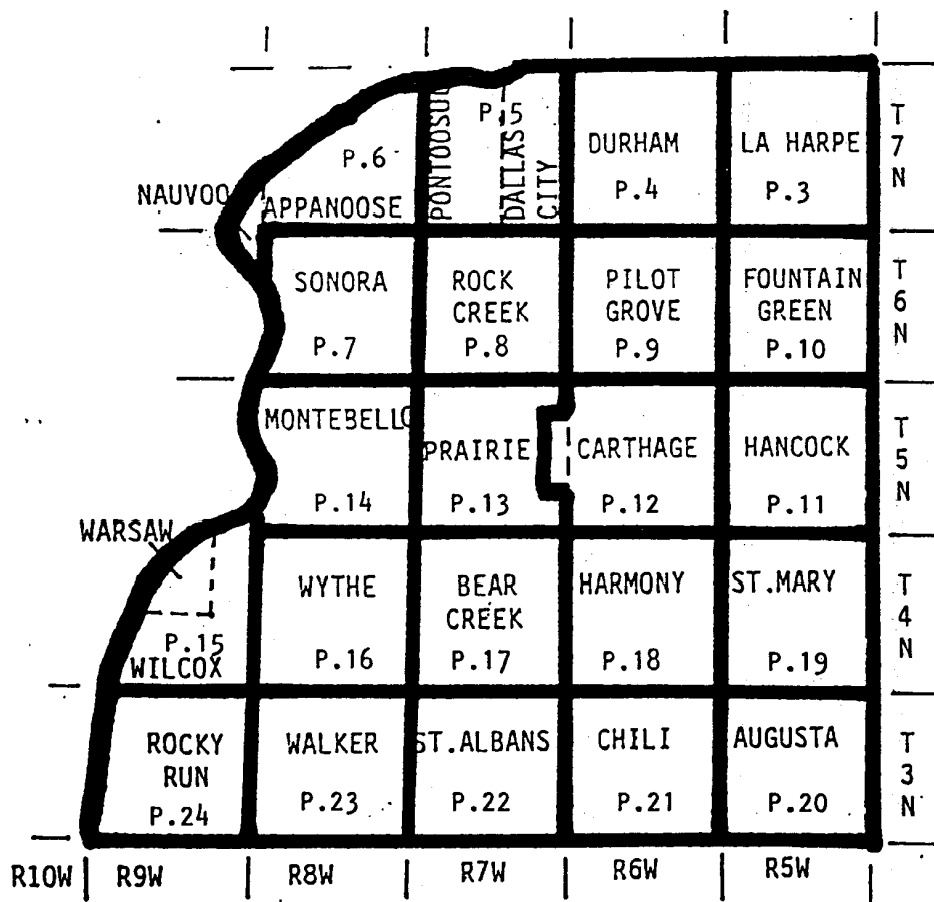 P.5
PONTOOSUC
DALLAS
CITY
DURHAM
P.4
LA HARPE
P.3
T
7
N
P.6
NAUVOO
APPANOOSE
SONORA
P.7
ROCK
CREEK
P.8
PILOT
GROVE
P.9
FOUNTAIN
GREEN
P.10
T
6
N
MONTEBELLO
P.14
PRAIRIE
P.13
CARTHAGE
P.12
HANCOCK
P.11
T
5
N
WARSAW
P.15
WILCOX
WYTHE
P.16
BEAR
CREEK
P.17
HARMONY
P.18
ST.MARY
P.19
T
4
N
ROCKY
RUN
P.24
WALKER
P.23
ST.ALBANS
P.22
CHILI
P.21
AUGUSTA
P.20
T
3
N
R10W
R9W
R8W
R7W
R6W
R5W